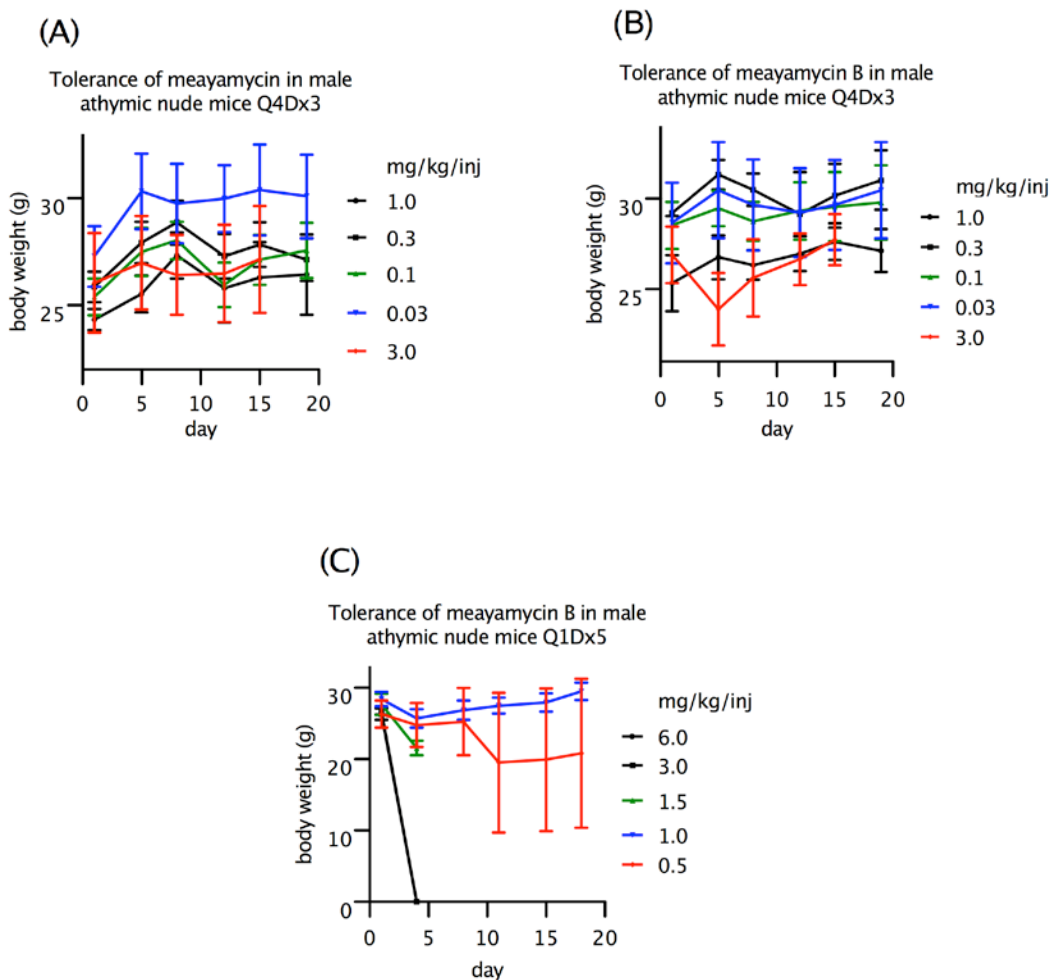 (A)
Tolerance of meayamycin in male
athymic nude mice Q4Dx3
body weight (g)
30
25
0
5
10
15
20
day
mg/kg/inj
1.0
0.3
0.1
0.03
3.0
(B)
Tolerance of meayamycin B in male
athymic nude mice Q4Dx3
body weight (g)
30
25
0
5
10
15
20
day
mg/kg/inj
1.0
0.3
0.1
0.03
3.0
(C)
Tolerance of meayamycin B in male
athymic nude mice Q1Dx5
body weight (g)
30
20
10
0
0
5
10
15
20
day
mg/kg/inj
6.0
3.0
1.5
1.0
0.5